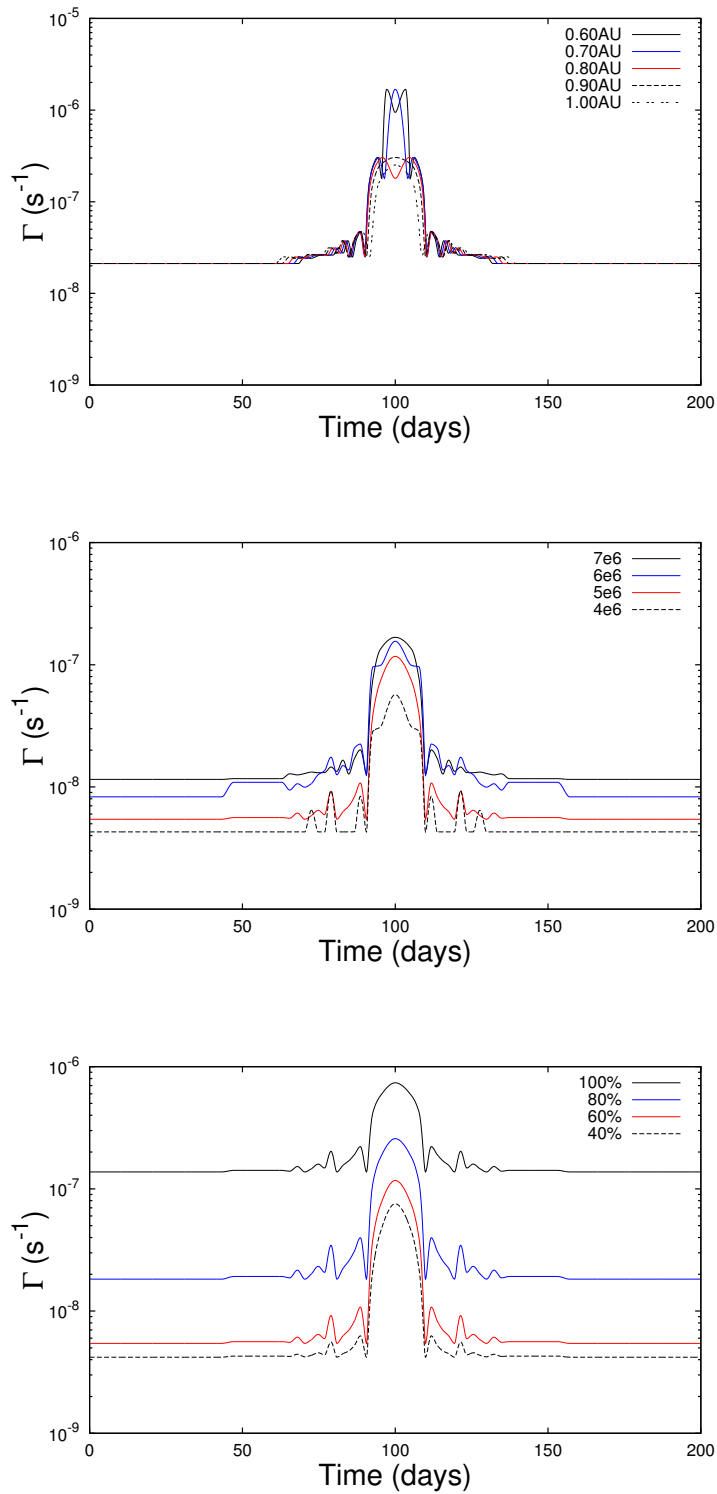 10^-5
10^-6
10^-7
10^-8
10^-9
Γ (s^-1)
0.60AU
0.70AU
0.80AU
0.90AU
1.00AU
0 50 100 150 200
Time (days)
10^-6
10^-7
10^-8
10^-9
Γ (s^-1)
7e6
6e6
5e6
4e6
0 50 100 150 200
Time (days)
10^-6
10^-7
10^-8
10^-9
Γ (s^-1)
100%
80%
60%
40%
0 50 100 150 200
Time (days)